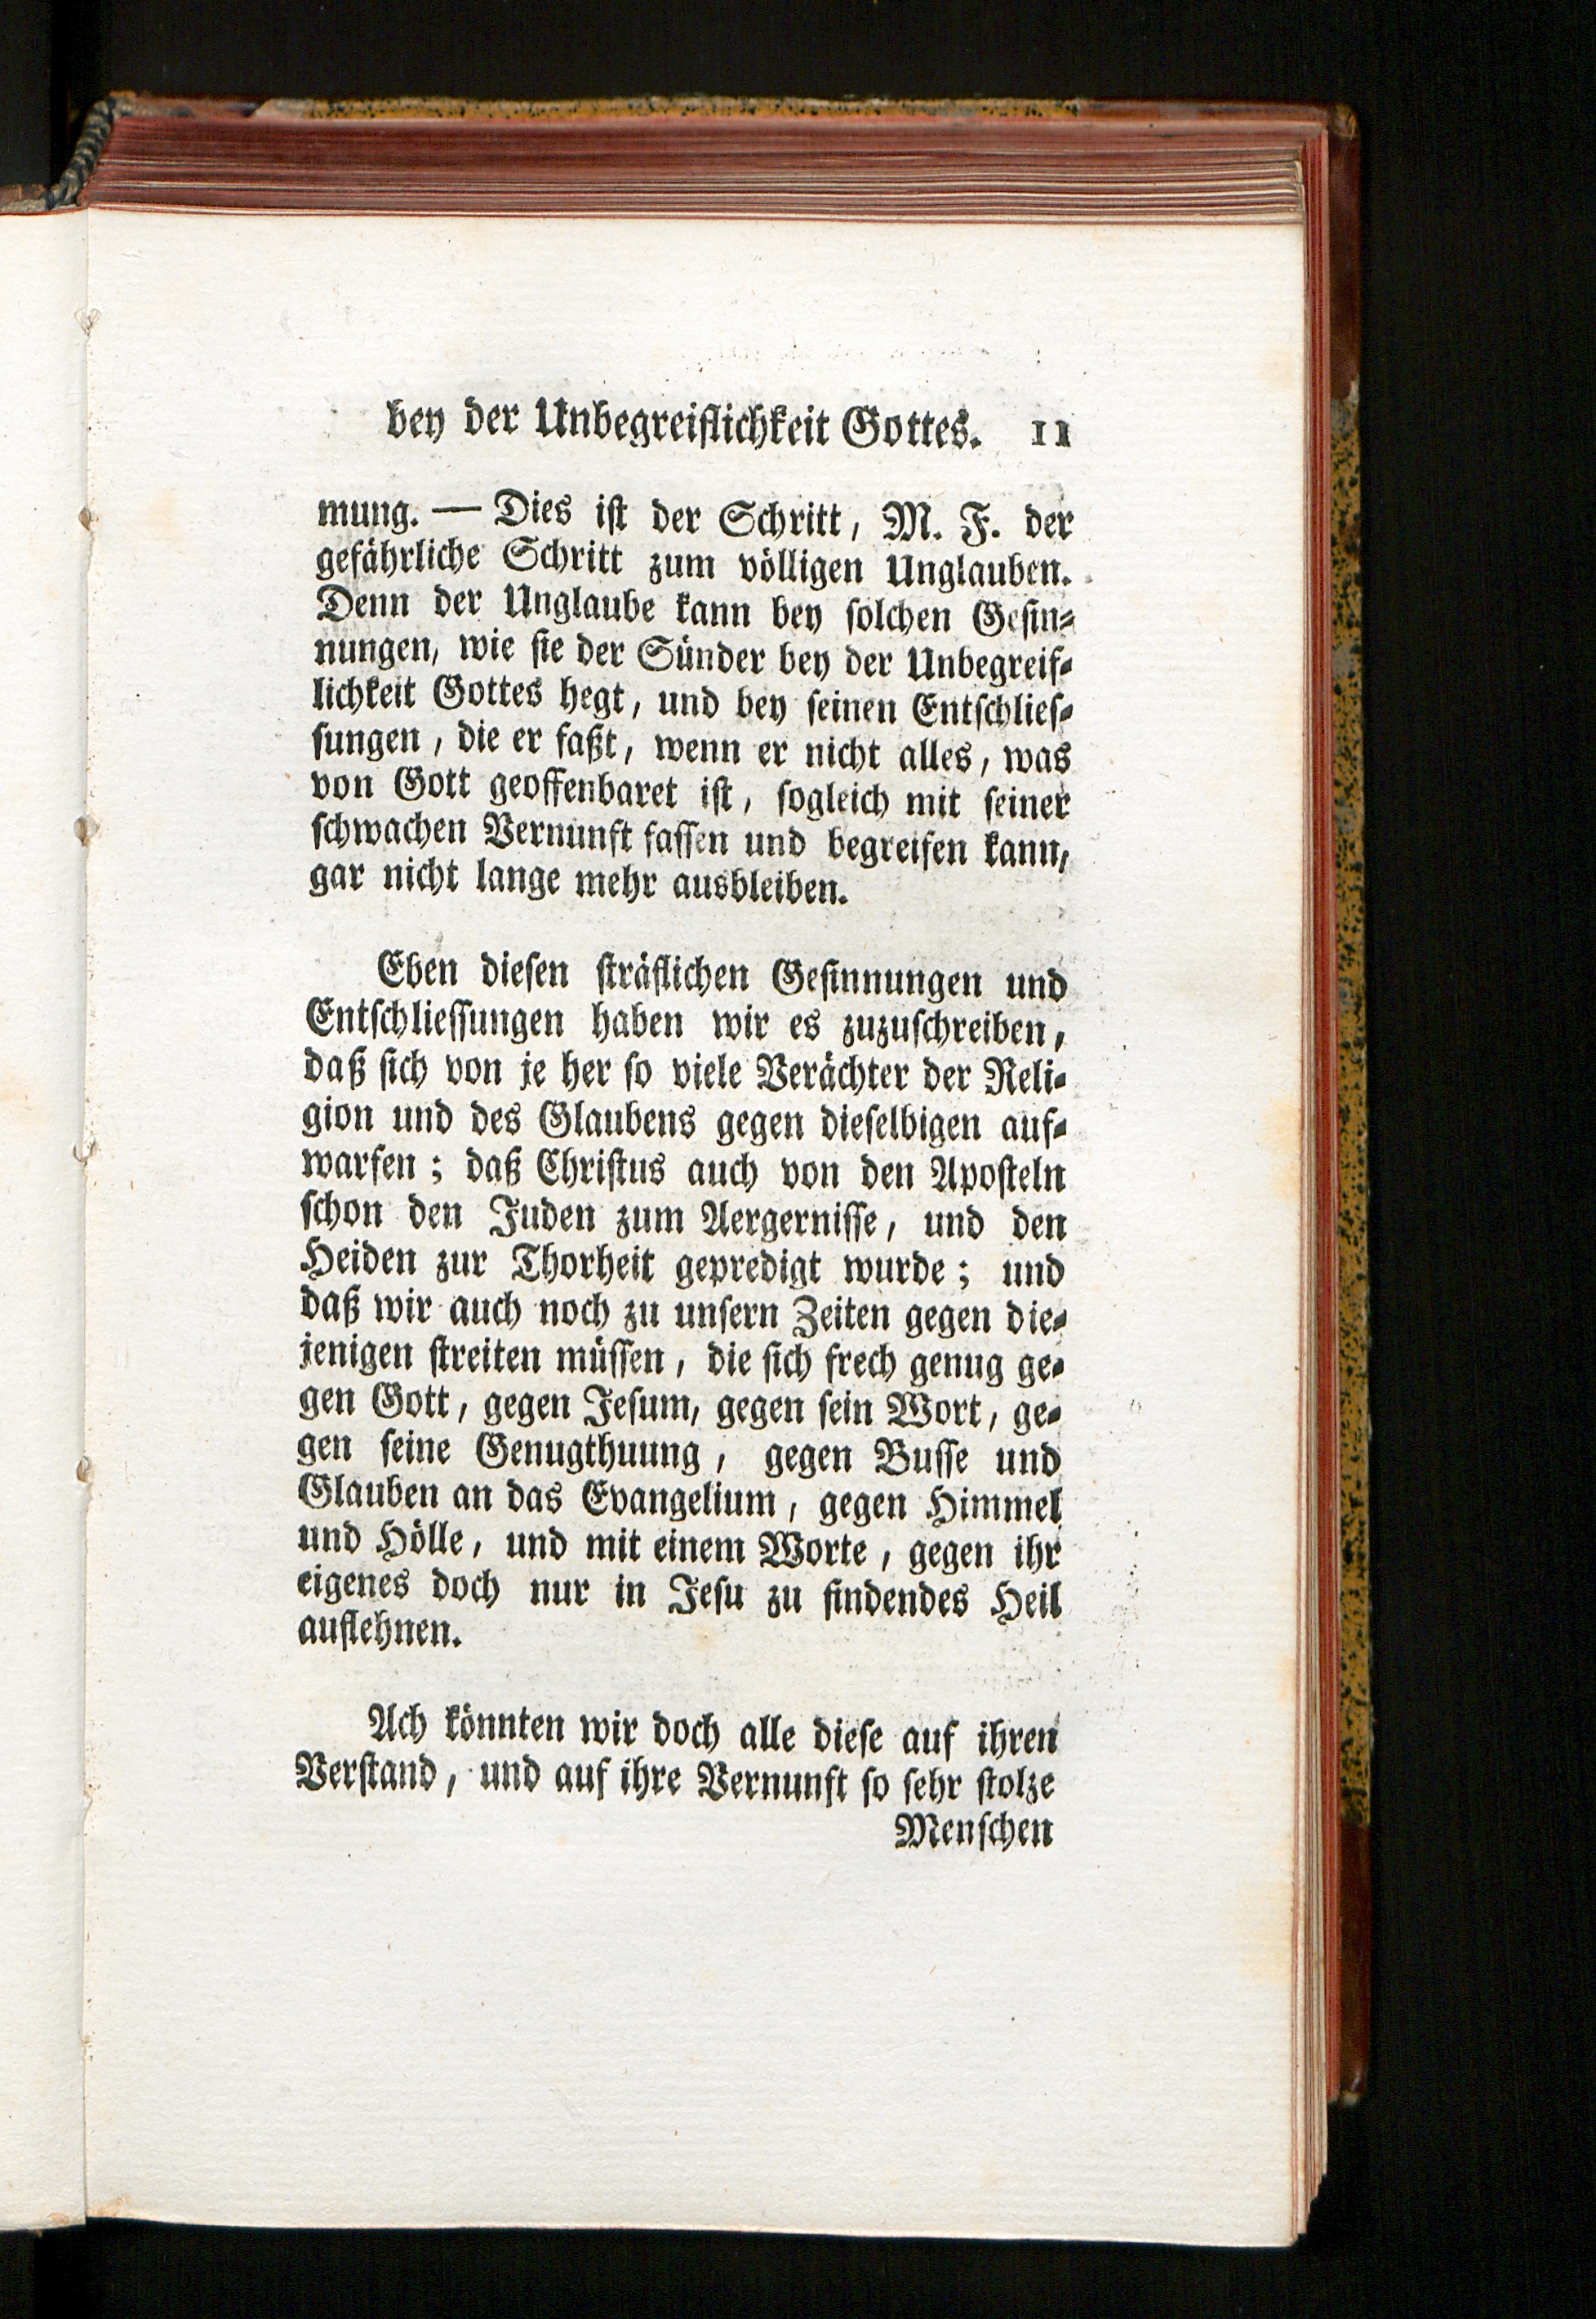 bey der Unbegreiflichkeit Gottes. 11
mung. — Dies iſt der Schritt, M. F. der
gefährliche Schritt zum völligen Unglauben.
Denn der Unglaube kann bey ſolchen Geſin⸗
nungen, wie ſie der Sünder bey der Unbegreif⸗
lichkeit Gottes hegt, und bey ſeinen Entſchlieſ⸗
ſungen, die er faßt, wenn er nicht alles, was
von Gott geoffenbaret iſt, ſogleich mit ſeiner
ſchwachen Vernunft faſſen und begreifen kann,
gar nicht lange mehr ausbleiben.
Eben dieſen ſträflichen Geſinnungen und
Entſchlieſſungen haben wir es zuzuſchreiben,
daß ſich von je her ſo viele Verächter der Reli⸗
gion und des Glaubens gegen dieſelbigen auf⸗
warfen; daß Chriſtus auch von den Apoſteln
ſchon den Juden zum Aergerniſſe, und den
Heiden zur Thorheit gepredigt wurde; und
daß wir auch noch zu unſern Zeiten gegen die⸗
jenigen ſtreiten müſſen, die ſich frech genug ge⸗
gen Gott, gegen Jeſum, gegen ſein Wort, ge⸗
gen ſeine Genugthuung, gegen Buſſe und
Glauben an das Evangelium, gegen Himmel
und Hölle, und mit einem Worte, gegen ihr
eigenes doch nur in Jeſu zu findendes Heil
auflehnen.
Ach könnten wir doch alle dieſe auf ihren
Verſtand, und auf ihre Vernunft ſo ſehr ſtolze
Menſchen